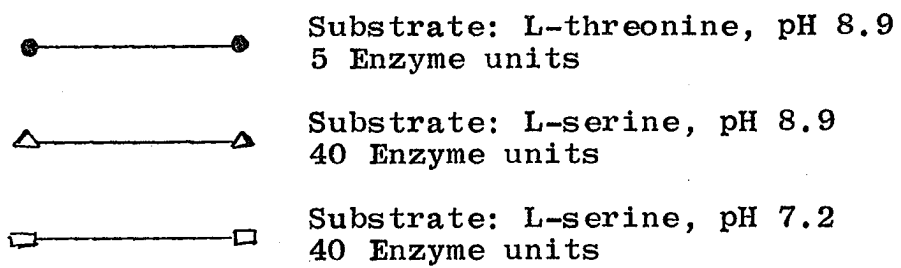 Substrate: L-threonine, pH 8.9
5 Enzyme units
Substrate: L-serine, pH 8.9
40 Enzyme units
Substrate: L-serine, pH 7.2
40 Enzyme units